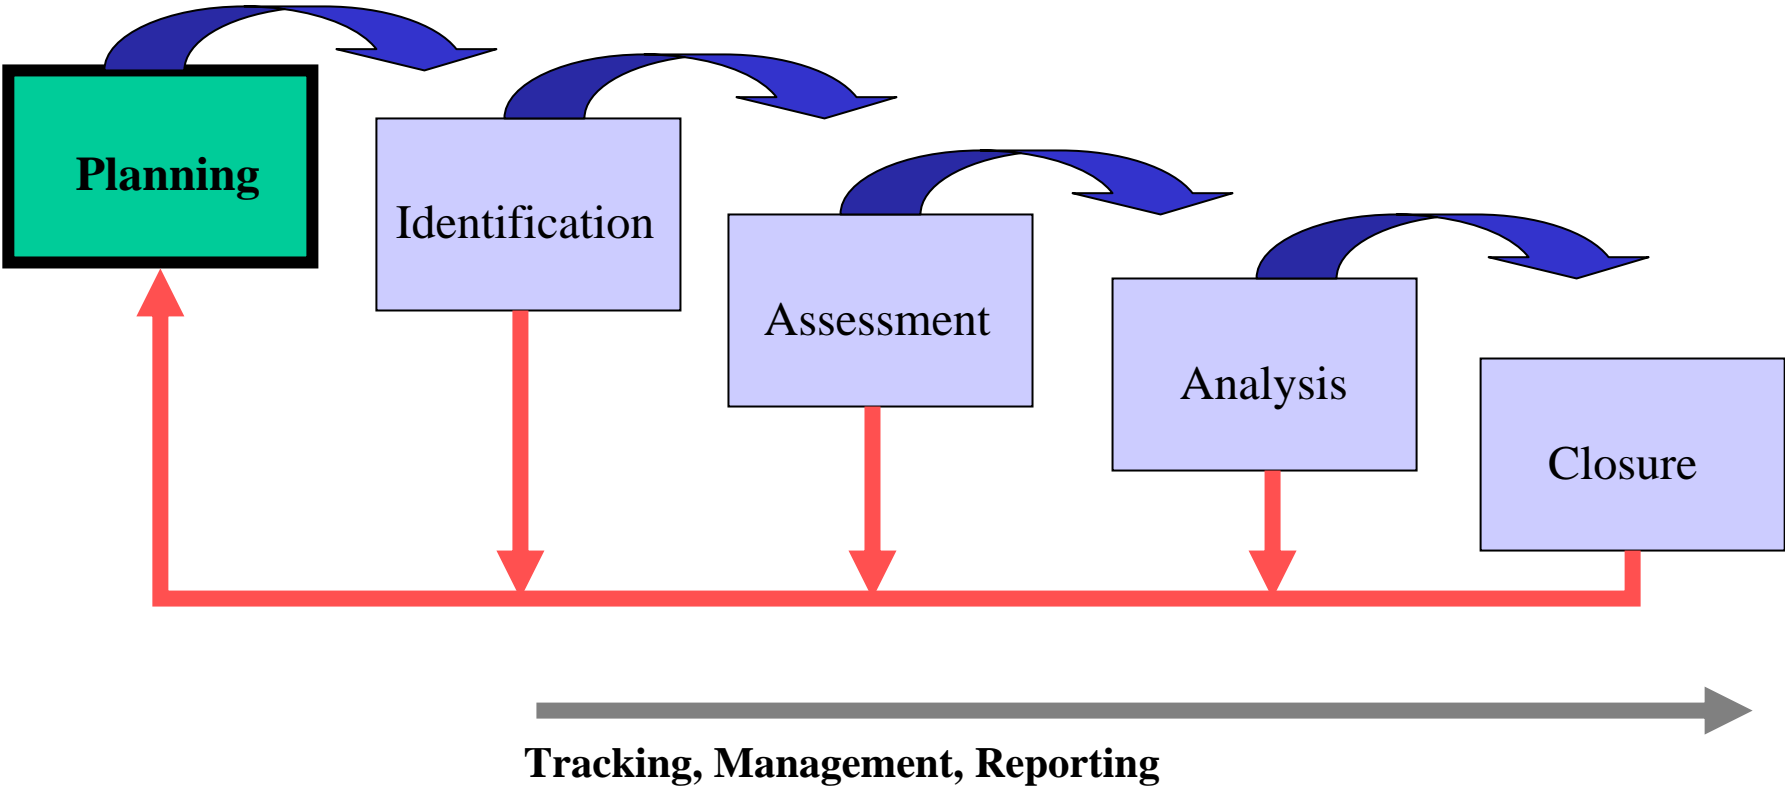 Planning
Identification
Assessment
Analysis
Closure
Tracking, Management, Reporting